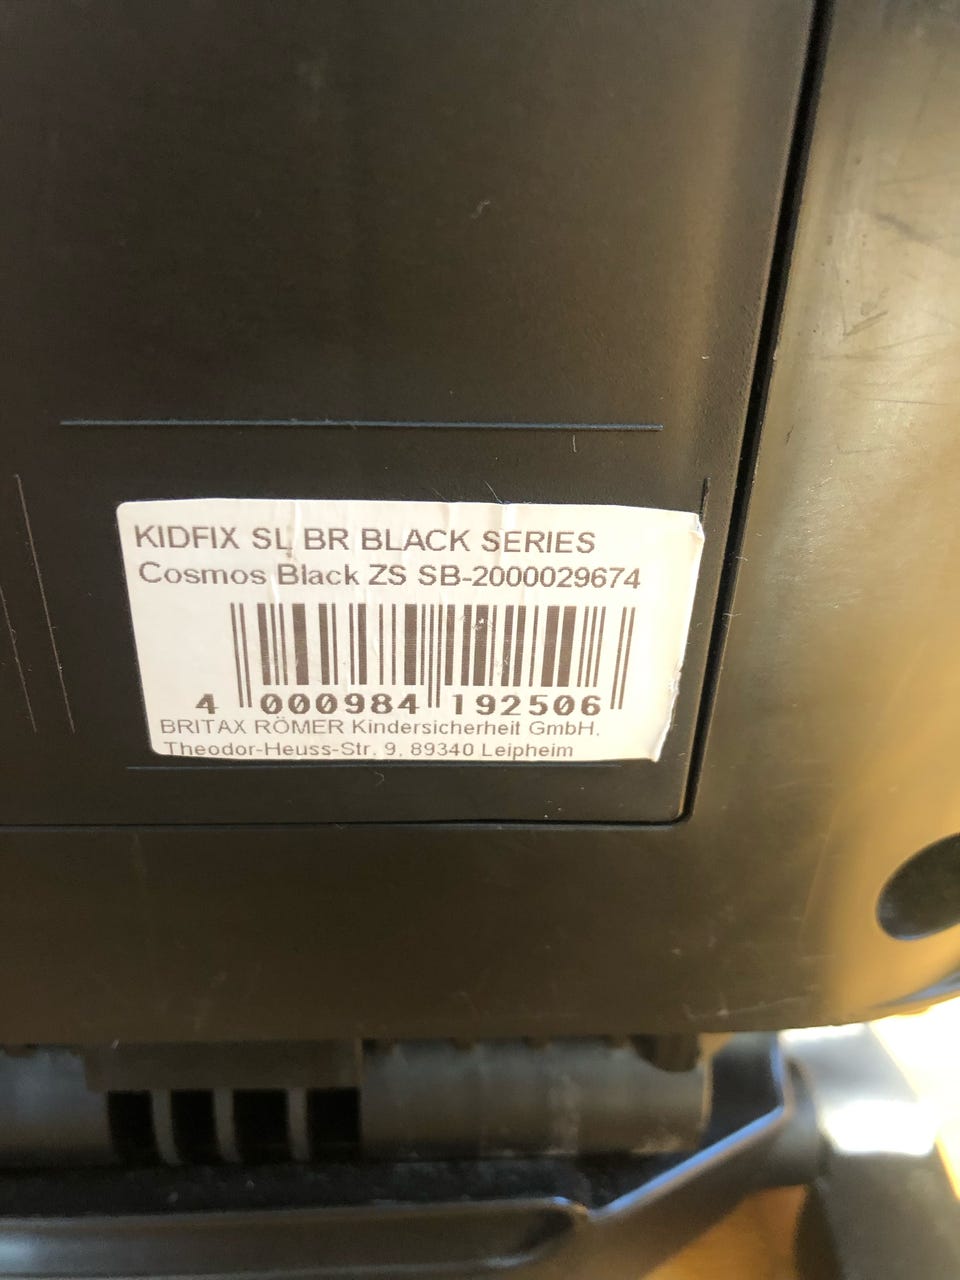 KIDFIX SL BR BLACK SERIES
Cosmos Black ZS SB-2000029674
4 000984 192506
BRITAX RÖMER Kindersicherheit GmbH,
Theodor-Heuss-Str. 9, 89340 Leipheim